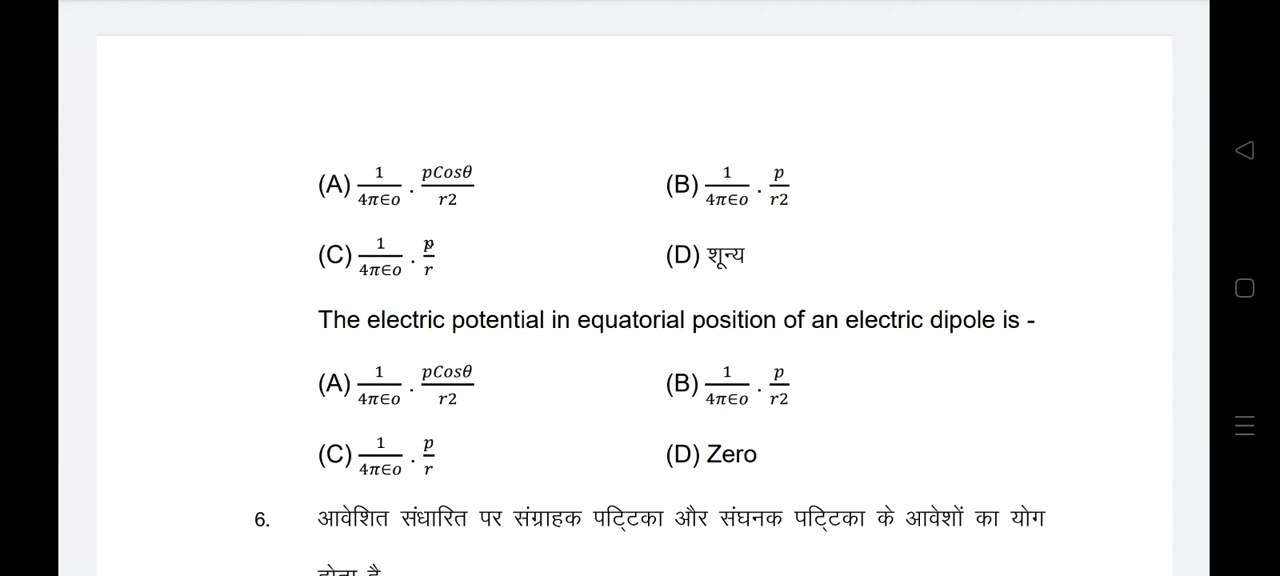 (A) 1/4π∈o . pCosθ/r2 (B) 1/4π∈o . p/r2
(C) 1/4π∈o . p/r (D) शून्य
The electric potential in equatorial position of an electric dipole is -
(A) 1/4π∈o . pCosθ/r2 (B) 1/4π∈o . p/r2
(C) 1/4π∈o . p/r (D) Zero
6. आवेशित संधारित पर संग्राहक पट्टिका और संघनक पट्टिका के आवेशों का योग
होता है